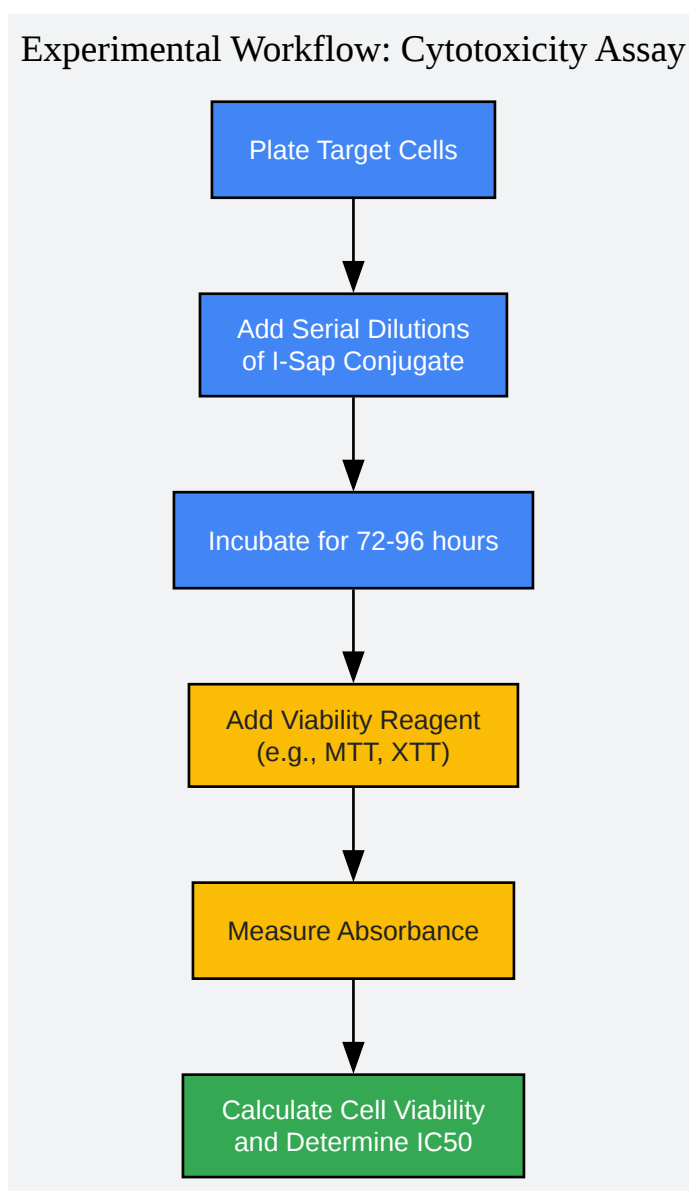 Experimental Workflow: Cytotoxicity Assay
Plate Target Cells
Add Serial Dilutions
of I-Sap Conjugate
Incubate for 72-96 hours
Add Viability Reagent
(e.g., MTT, XTT)
Measure Absorbance
Calculate Cell Viability
and Determine IC50